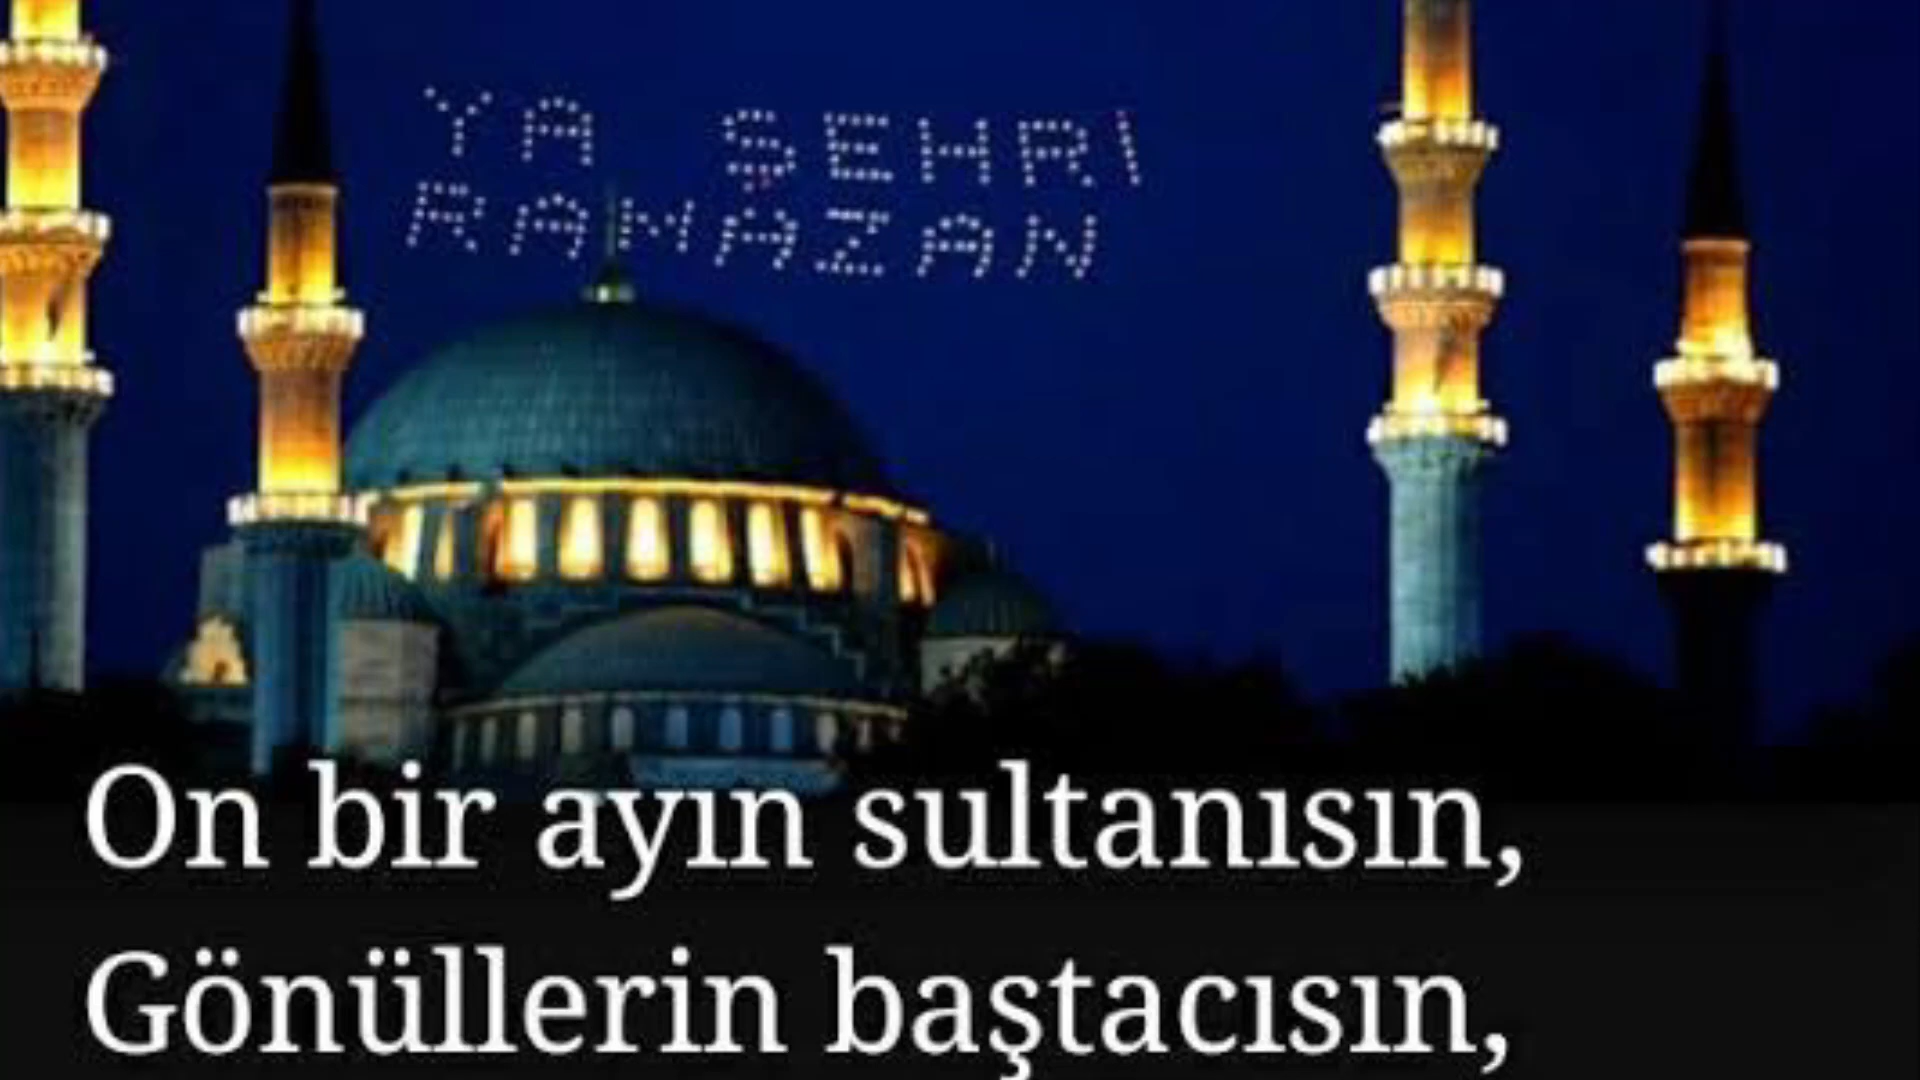 YA ŞEHRİ
RAMAZAN
On bir ayın sultanısın,
Gönüllerin baştacısın,